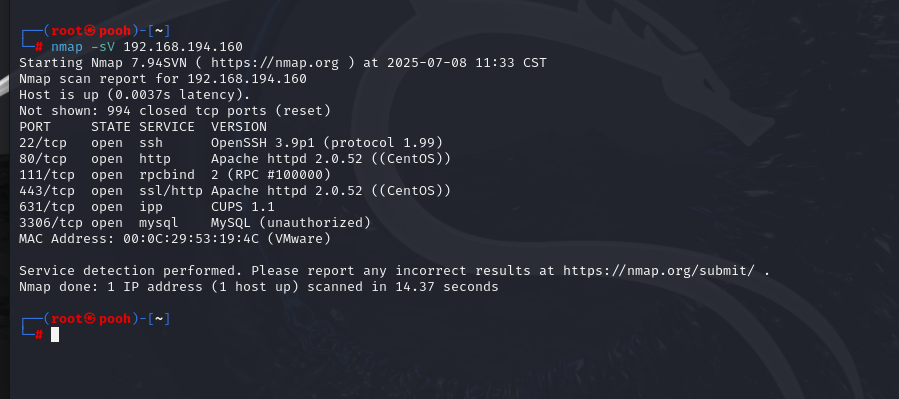 ┌──(root㉿pooh)-[~]
└─# nmap -sV 192.168.194.160
Starting Nmap 7.94SVN ( https://nmap.org ) at 2025-07-08 11:33 CST
Nmap scan report for 192.168.194.160
Host is up (0.0037s latency).
Not shown: 994 closed tcp ports (reset)
PORT     STATE SERVICE  VERSION
22/tcp   open  ssh      OpenSSH 3.9p1 (protocol 1.99)
80/tcp   open  http     Apache httpd 2.0.52 ((CentOS))
111/tcp  open  rpcbind  2 (RPC #100000)
443/tcp  open  ssl/http Apache httpd 2.0.52 ((CentOS))
631/tcp  open  ipp      CUPS 1.1
3306/tcp open  mysql    MySQL (unauthorized)
MAC Address: 00:0C:29:53:19:4C (VMware)

Service detection performed. Please report any incorrect results at https://nmap.org/submit/ .
Nmap done: 1 IP address (1 host up) scanned in 14.37 seconds

┌──(root㉿pooh)-[~]
└─#